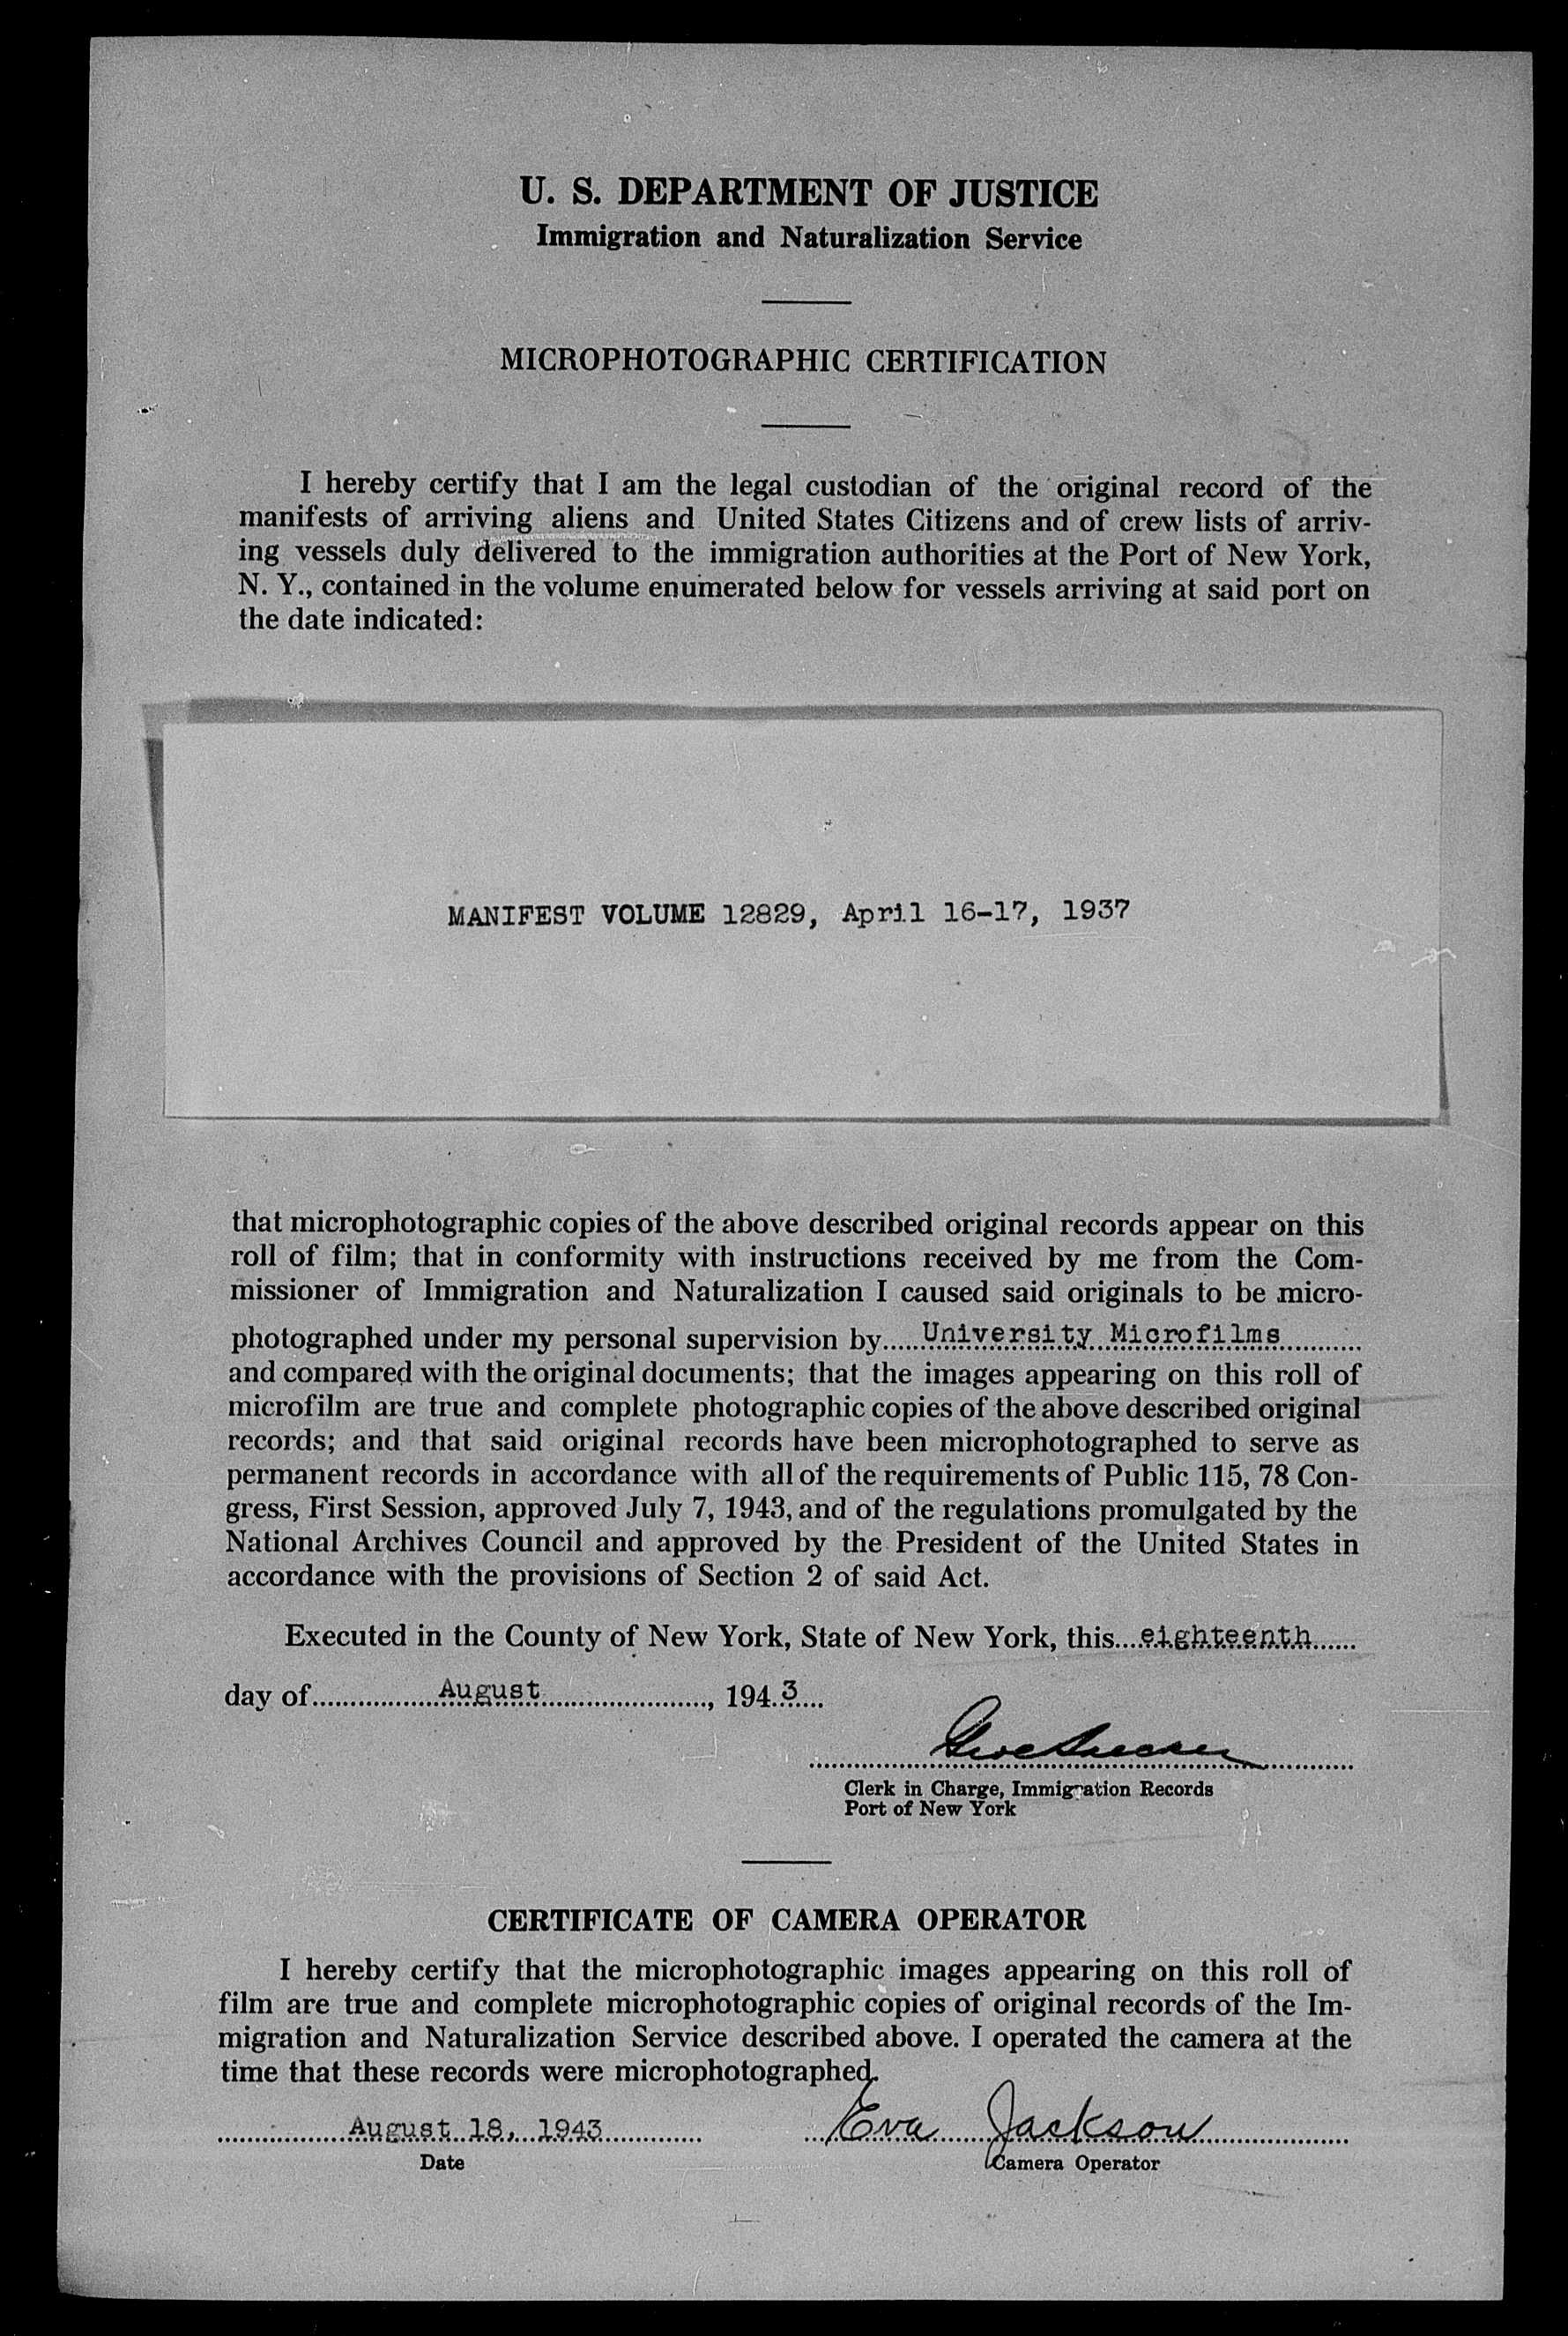 U. S. DEPARTMENT OF JUSTICE
Immigration and Naturalization Service
MICROPHOTOGRAPHIC CERTIFICATION
I hereby certify that I am the legal custodian of the original record of the
manifests of arriving aliens and United States Citizens and of crew lists of arriv-
ing vessels duly delivered to the immigration authorities at the Port of New York,
N. Y., contained in the volume enumerated below for vessels arriving at said port on
the date indicated:
MANIFEST VOLUME 12829, April 16-17, 1937
that microphotographic copies of the above described original records appear on this
roll of film; that in conformity with instructions received by me from the Com-
missioner of Immigration and Naturalization I caused said originals to be micro-
photographed under my personal supervision by.....University Microfilms..........
and compared with the original documents; that the images appearing on this roll of
microfilm are true and complete photographic copies of the above described original
records; and that said original records have been microphotographed to serve as
permanent records in accordance with all of the requirements of Public 115, 78 Con-
gress, First Session, approved July 7, 1943, and of the regulations promulgated by the
National Archives Council and approved by the President of the United States in
accordance with the provisions of Section 2 of said Act.
Executed in the County of New York, State of New York, this....eighteenth......
day of.................August......................, 194.3....
Clerk in Charge, Immigration Records
Port of New York
CERTIFICATE OF CAMERA OPERATOR
I hereby certify that the microphotographic images appearing on this roll of
film are true and complete microphotographic copies of original records of the Im-
migration and Naturalization Service described above. I operated the camera at the
time that these records were microphotographed.
August 18, 1943 Eva Jackson
Date Camera Operator